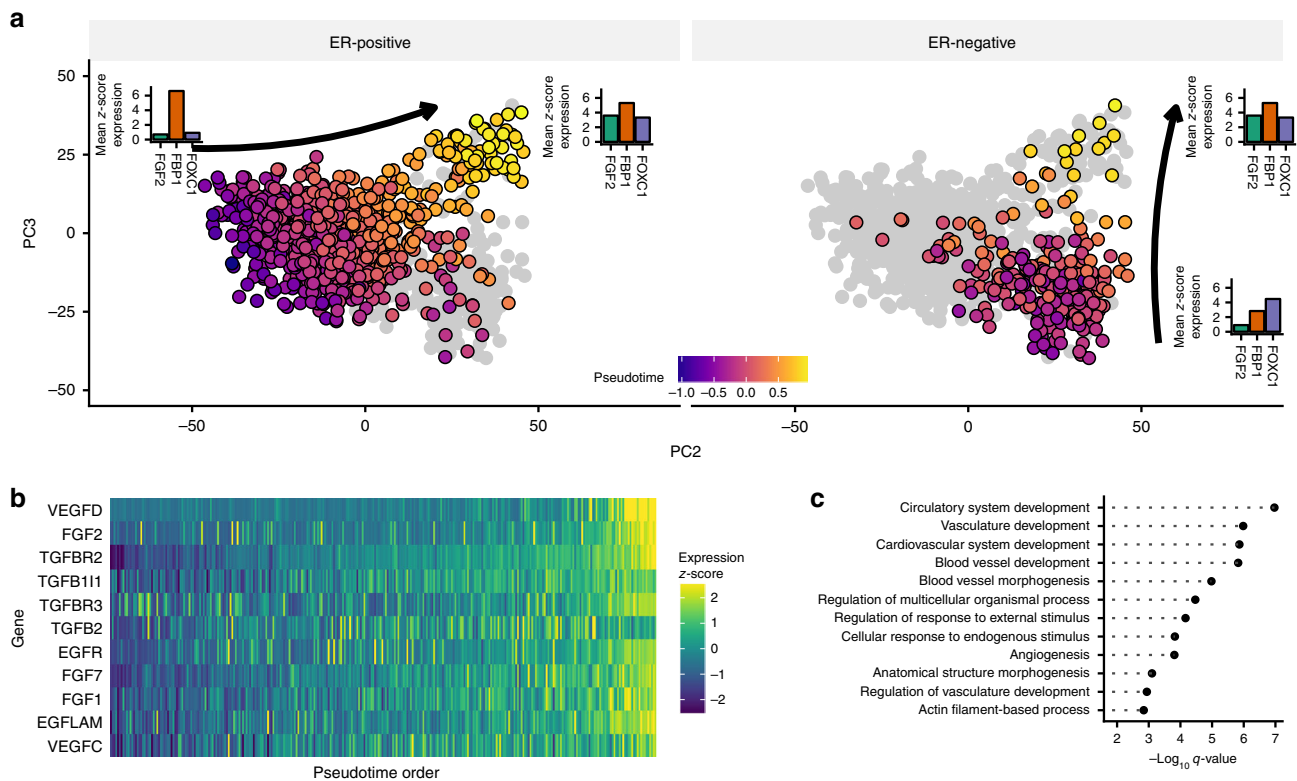 a
ER-positive
ER-negative
50
25
0
−25
−50
PC3
Mean z-score
expression
6
4
2
0
FGF2
FBP1
FOXC1
Mean z-score
expression
6
4
2
0
FGF2
FBP1
FOXC1
Mean z-score
expression
6
4
2
0
FGF2
FBP1
FOXC1
Mean z-score
expression
6
4
2
0
FGF2
FBP1
FOXC1
Pseudotime
−1.0 −0.5 0.0 0.5
−50 0 50
−50 0 50
PC2
b
Gene
VEGFD
FGF2
TGFBR2
TGFB1I1
TGFBR3
TGFB2
EGFR
FGF7
FGF1
EGFLAM
VEGFC
Pseudotime order
Expression
z-score
2
1
0
−1
−2
c
Circulatory system development
Vasculature development
Cardiovascular system development
Blood vessel development
Blood vessel morphogenesis
Regulation of multicellular organismal process
Regulation of response to external stimulus
Cellular response to endogenous stimulus
Angiogenesis
Anatomical structure morphogenesis
Regulation of vasculature development
Actin filament-based process
2 3 4 5 6 7
−Log10 q-value